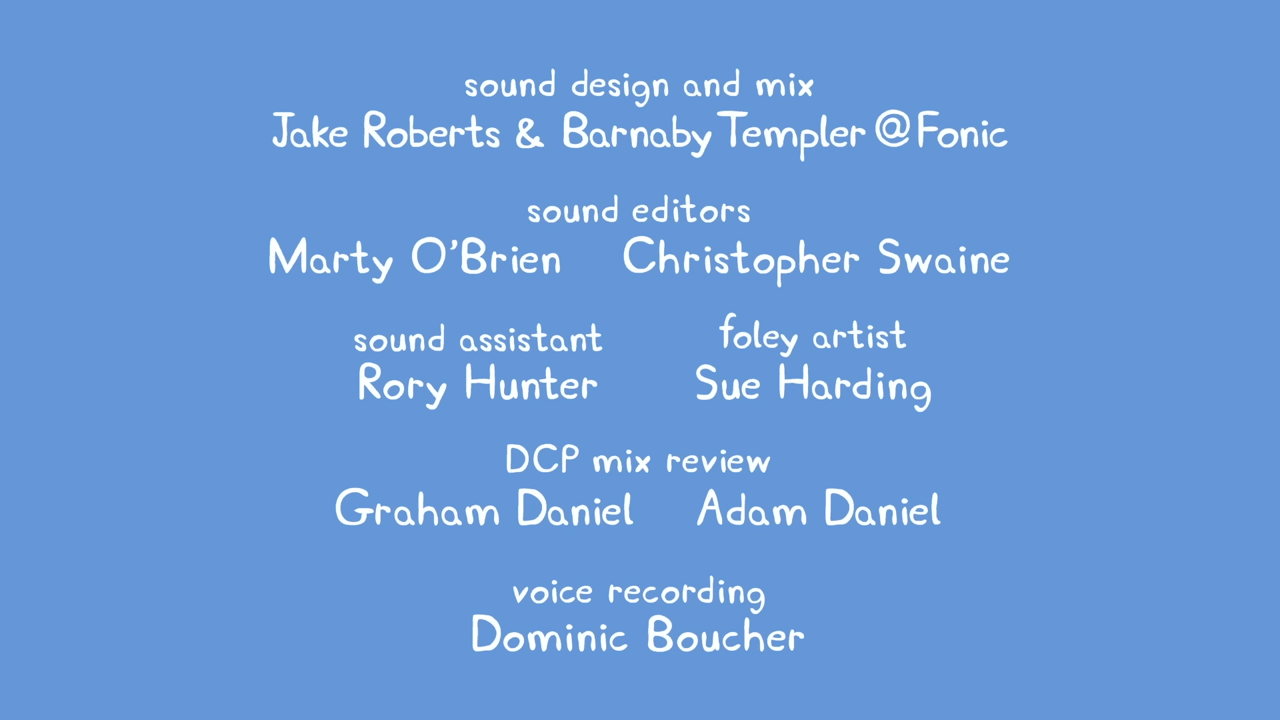 sound design and mix
Jake Roberts & Barnaby Templer @ Fonic
sound editors
Marty O'Brien Christopher Swaine
sound assistant foley artist
Rory Hunter Sue Harding
DCP mix review
Graham Daniel Adam Daniel
voice recording
Dominic Boucher